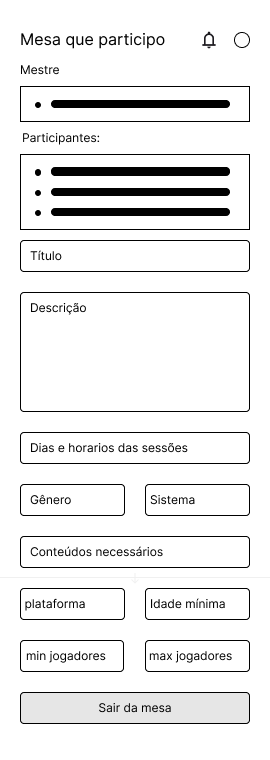 Mesa que participo
Mestre
Participantes:
Título
Descrição
Dias e horarios das sessões
Gênero
Sistema
Conteúdos necessários
plataforma
Idade mínima
min jogadores
max jogadores
Sair da mesa